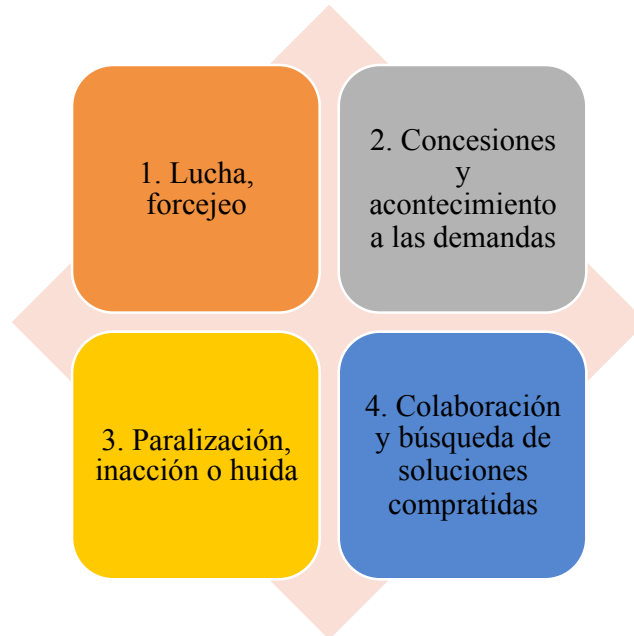 1. Lucha,
forcejeo
2. Concesiones
y
acontecimiento
a las demandas
3. Paralización,
inacción o huida
4. Colaboración
y búsqueda de
soluciones
compratidas